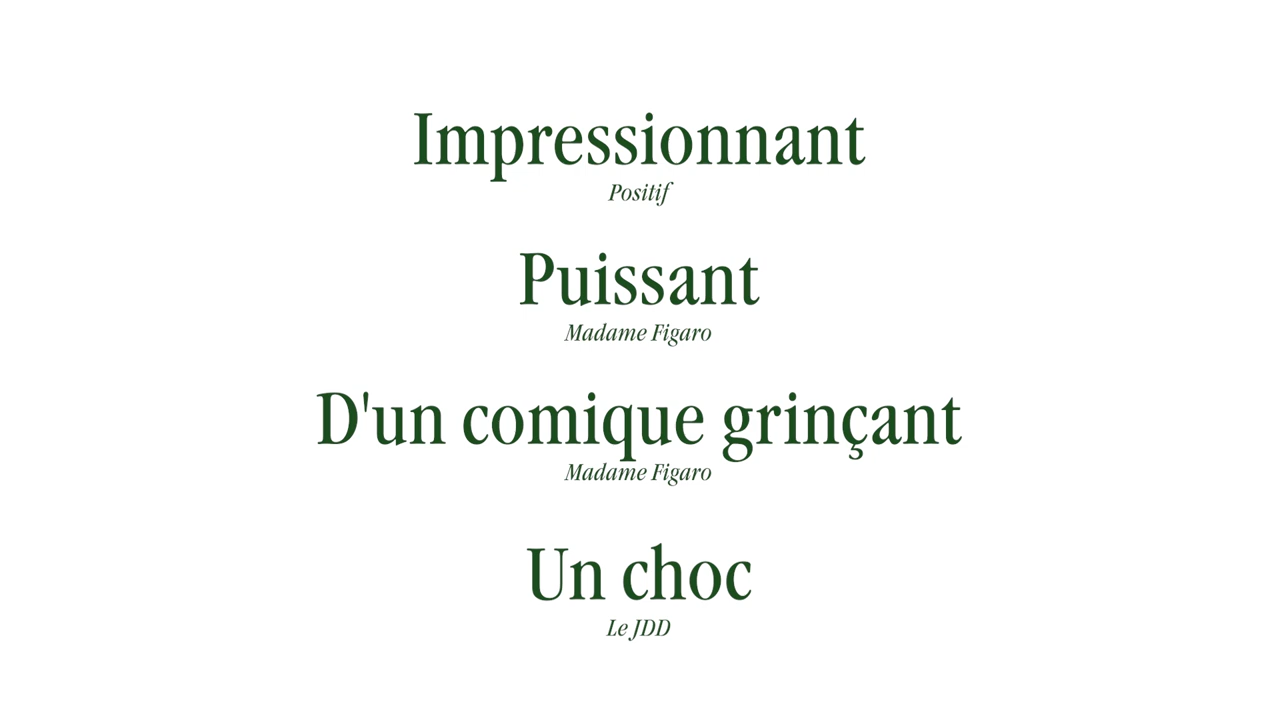 Impressionnant
Positif
Puissant
Madame Figaro
D'un comique grinçant
Madame Figaro
Un choc
Le JDD